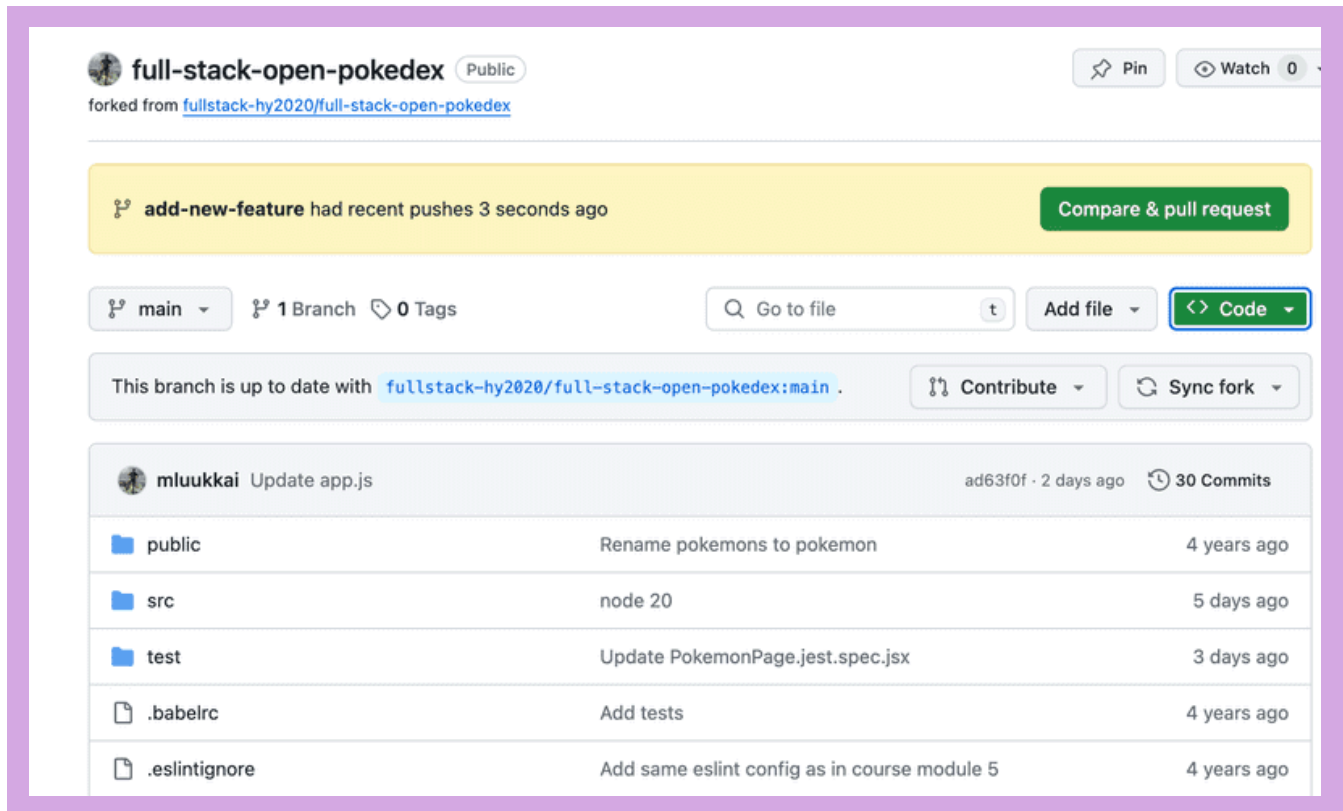 full-stack-open-pokedex Public Pin Watch 0
forked from fullstack-hy2020/full-stack-open-pokedex
add-new-feature had recent pushes 3 seconds ago Compare & pull request
main 1 Branch 0 Tags Go to file t Add file <> Code
This branch is up to date with fullstack-hy2020/full-stack-open-pokedex:main . Contribute Sync fork
mluukkai Update app.js ad63f0f · 2 days ago 30 Commits
public Rename pokemons to pokemon 4 years ago
src node 20 5 days ago
test Update PokemonPage.jest.spec.jsx 3 days ago
.babelrc Add tests 4 years ago
.eslintignore Add same eslint config as in course module 5 4 years ago